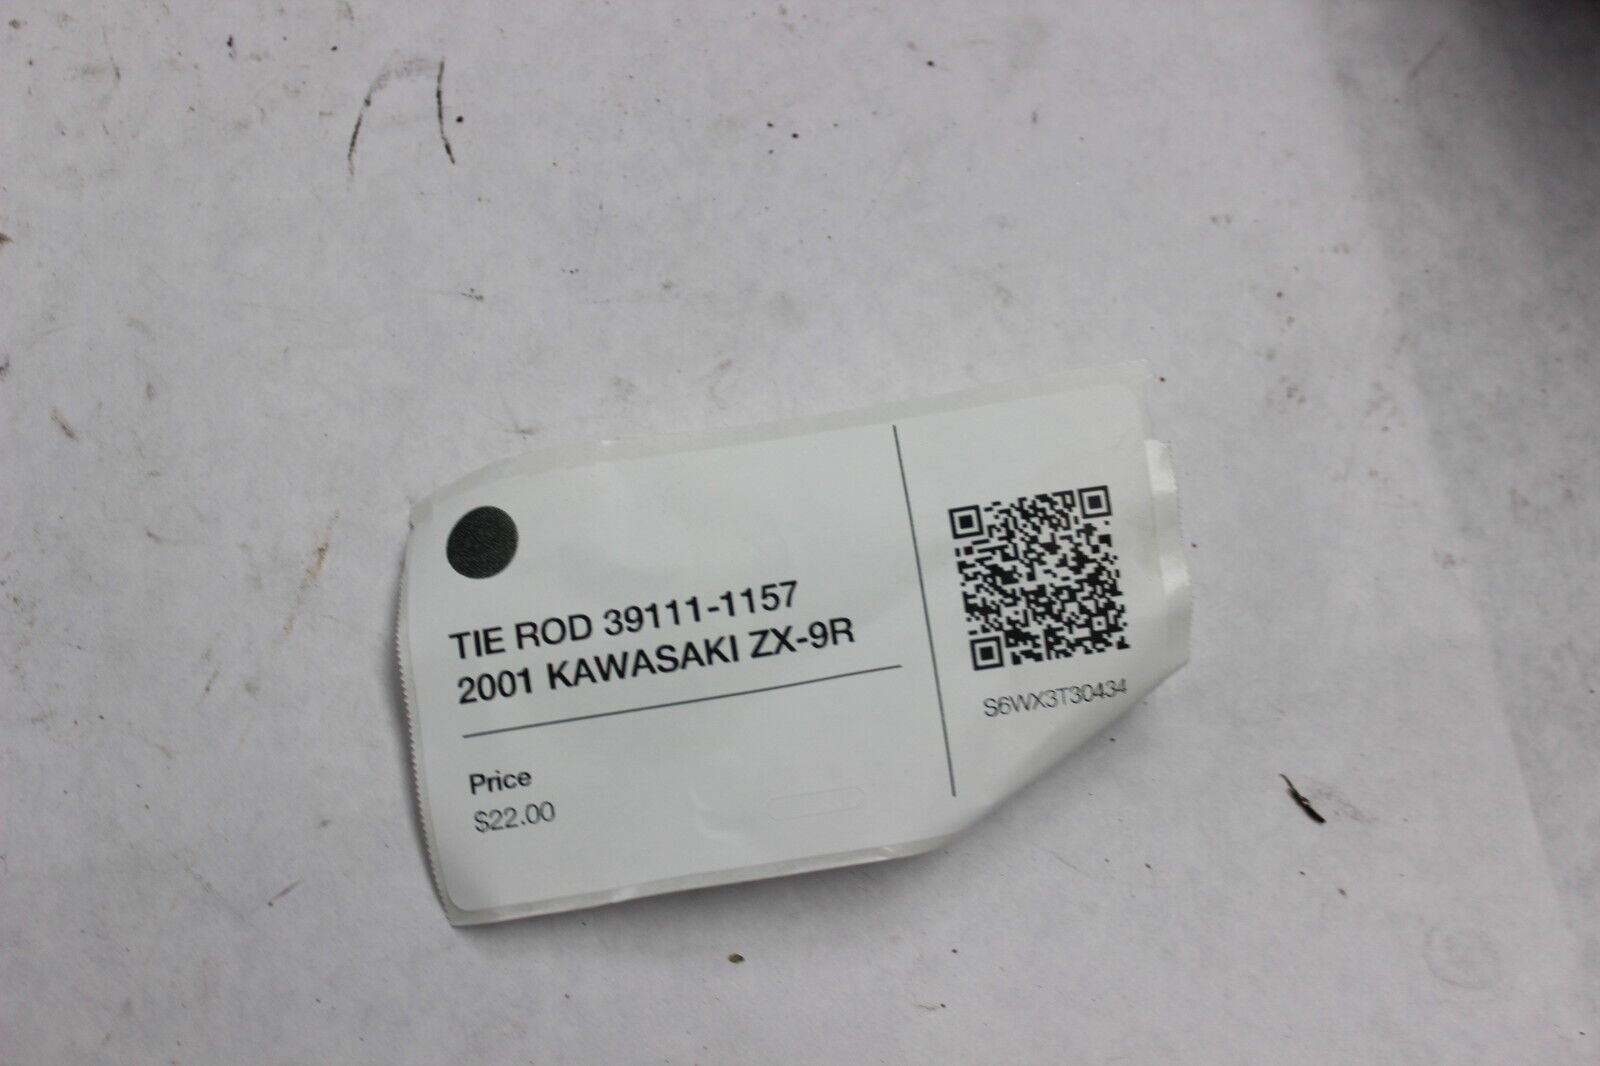 TIE ROD 39111-1157
2001 KAWASAKI ZX-9R
Price
$22.00
S6WX3T30434